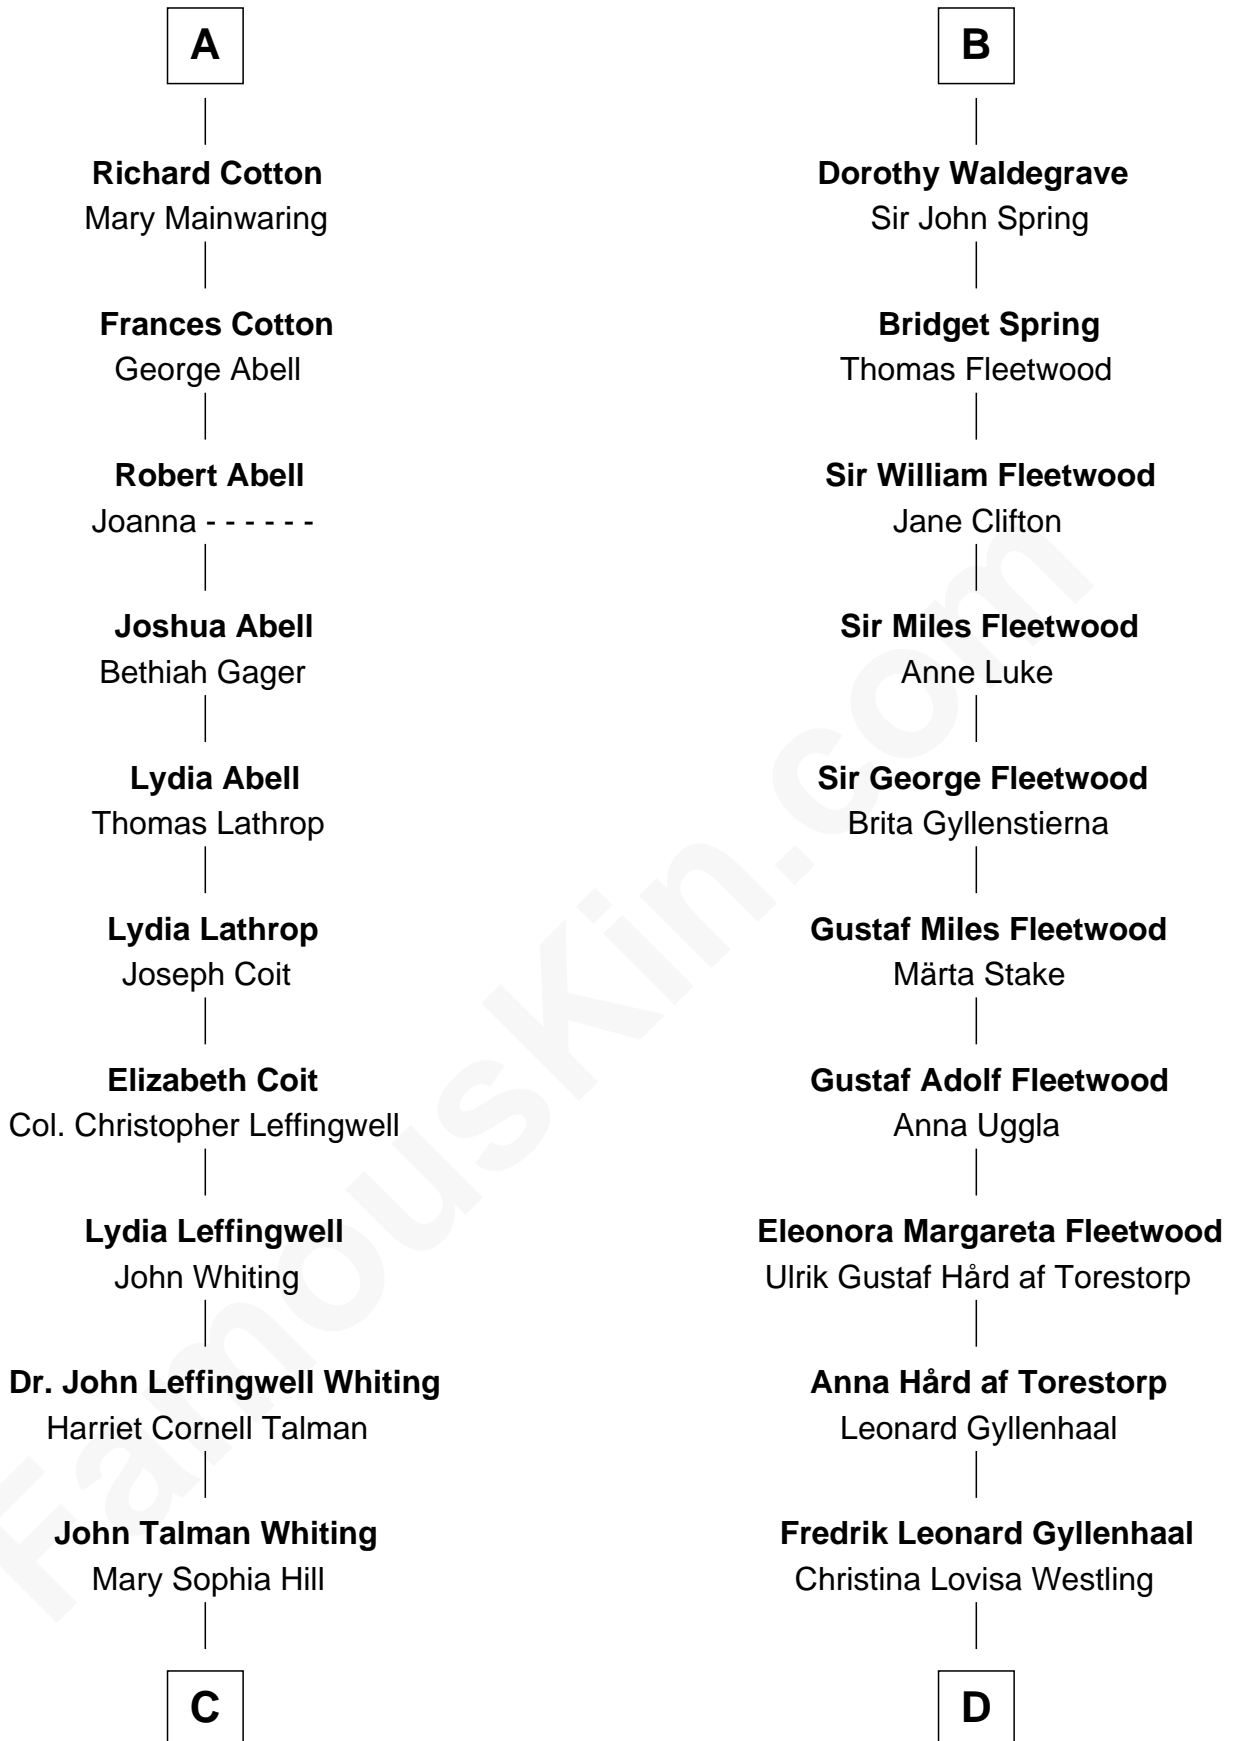 A
Richard Cotton
Mary Mainwaring
Frances Cotton
George Abell
Robert Abell
Joanna - - - - - -
Joshua Abell
Bethiah Gager
Lydia Abell
Thomas Lathrop
Lydia Lathrop
Joseph Coit
Elizabeth Coit
Col. Christopher Leffingwell
Lydia Leffingwell
John Whiting
Dr. John Leffingwell Whiting
Harriet Cornell Talman
John Talman Whiting
Mary Sophia Hill
C
B
Dorothy Waldegrave
Sir John Spring
Bridget Spring
Thomas Fleetwood
Sir William Fleetwood
Jane Clifton
Sir Miles Fleetwood
Anne Luke
Sir George Fleetwood
Brita Gyllenstierna
Gustaf Miles Fleetwood
Märta Stake
Gustaf Adolf Fleetwood
Anna Uggla
Eleonora Margareta Fleetwood
Ulrik Gustaf Hård af Torestorp
Anna Hård af Torestorp
Leonard Gyllenhaal
Fredrik Leonard Gyllenhaal
Christina Lovisa Westling
D
FamousKin.com